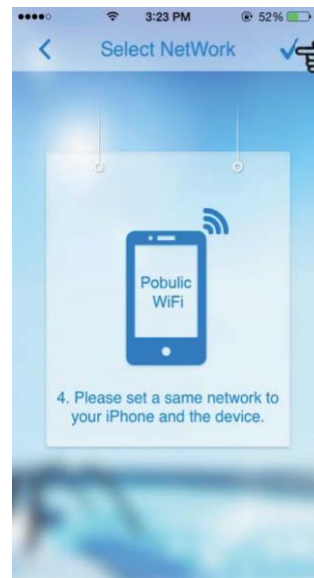 3:23 PM
52%
Select NetWork
Pobulic
WiFi
4. Please set a same network to
your iPhone and the device.